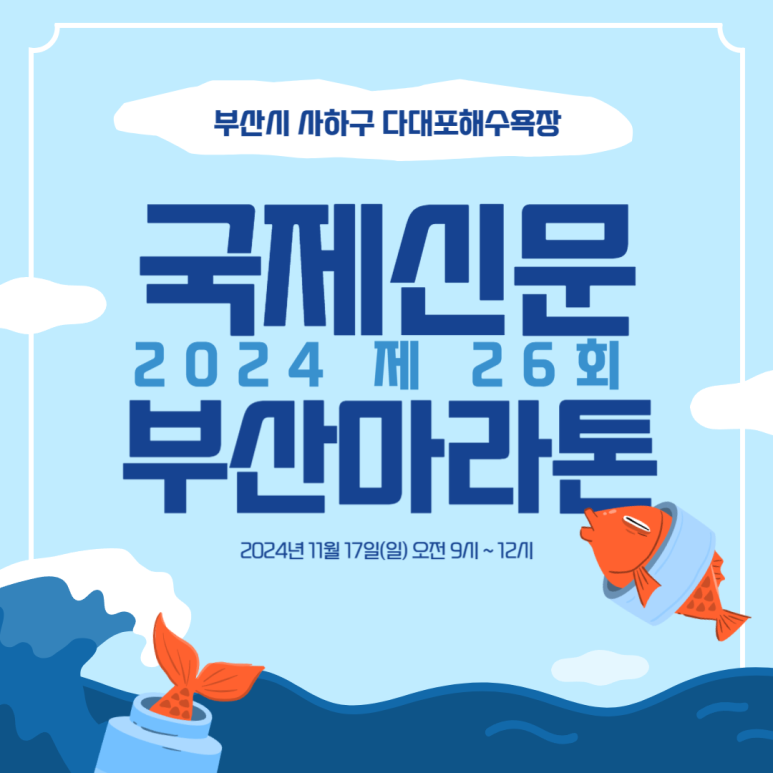 부산시 사하구 다대포해수욕장
국제신문
2024 제 26회
부산마라톤
2024년 11월 17일(일) 오전 9시 ~ 12시